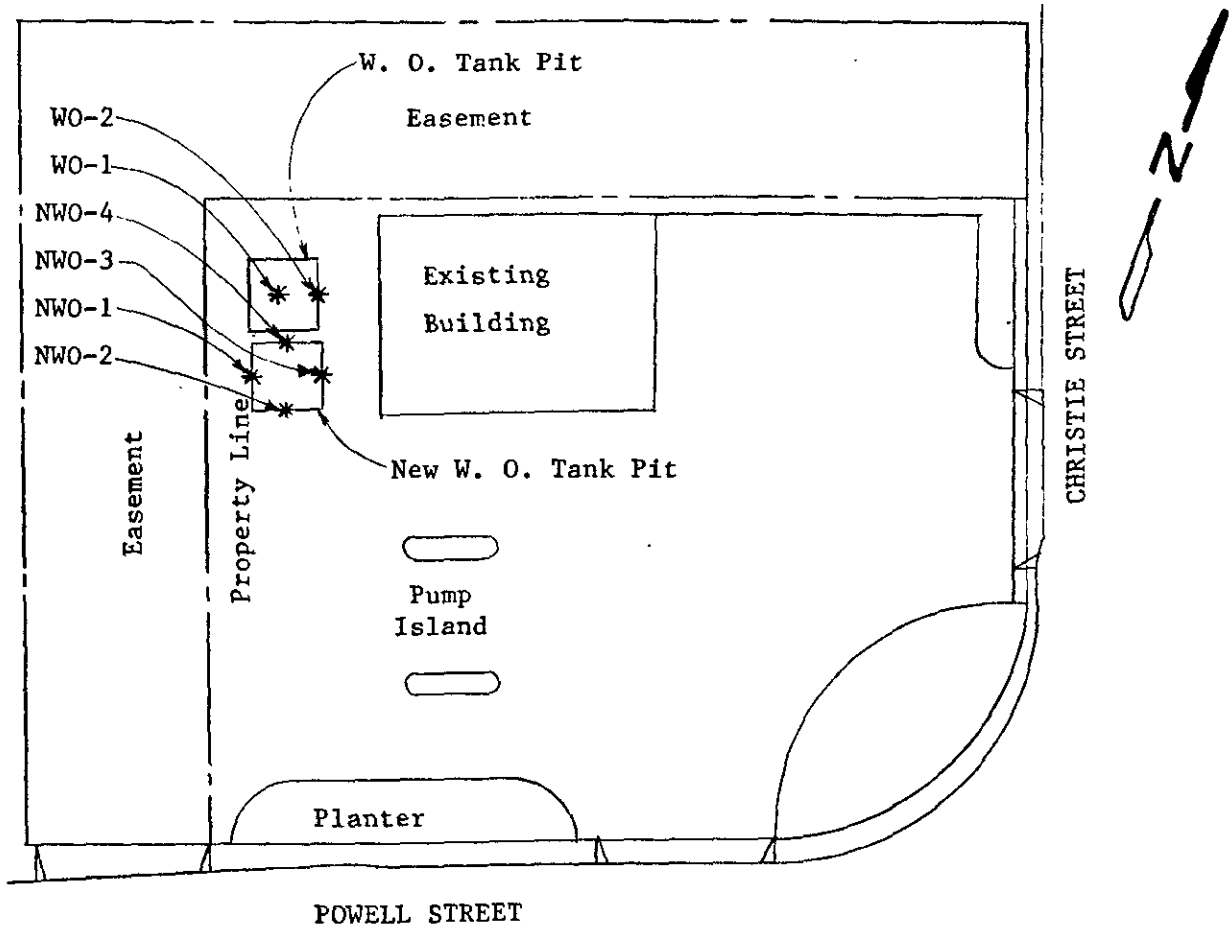 W. O. Tank Pit
Easement
WO-2
WO-1
NWO-4
NWO-3
NWO-1
NWO-2
Existing
Building
N
CHRISTIE STREET
Easement
Property Line
New W. O. Tank Pit
Pump
Island
Planter
POWELL STREET